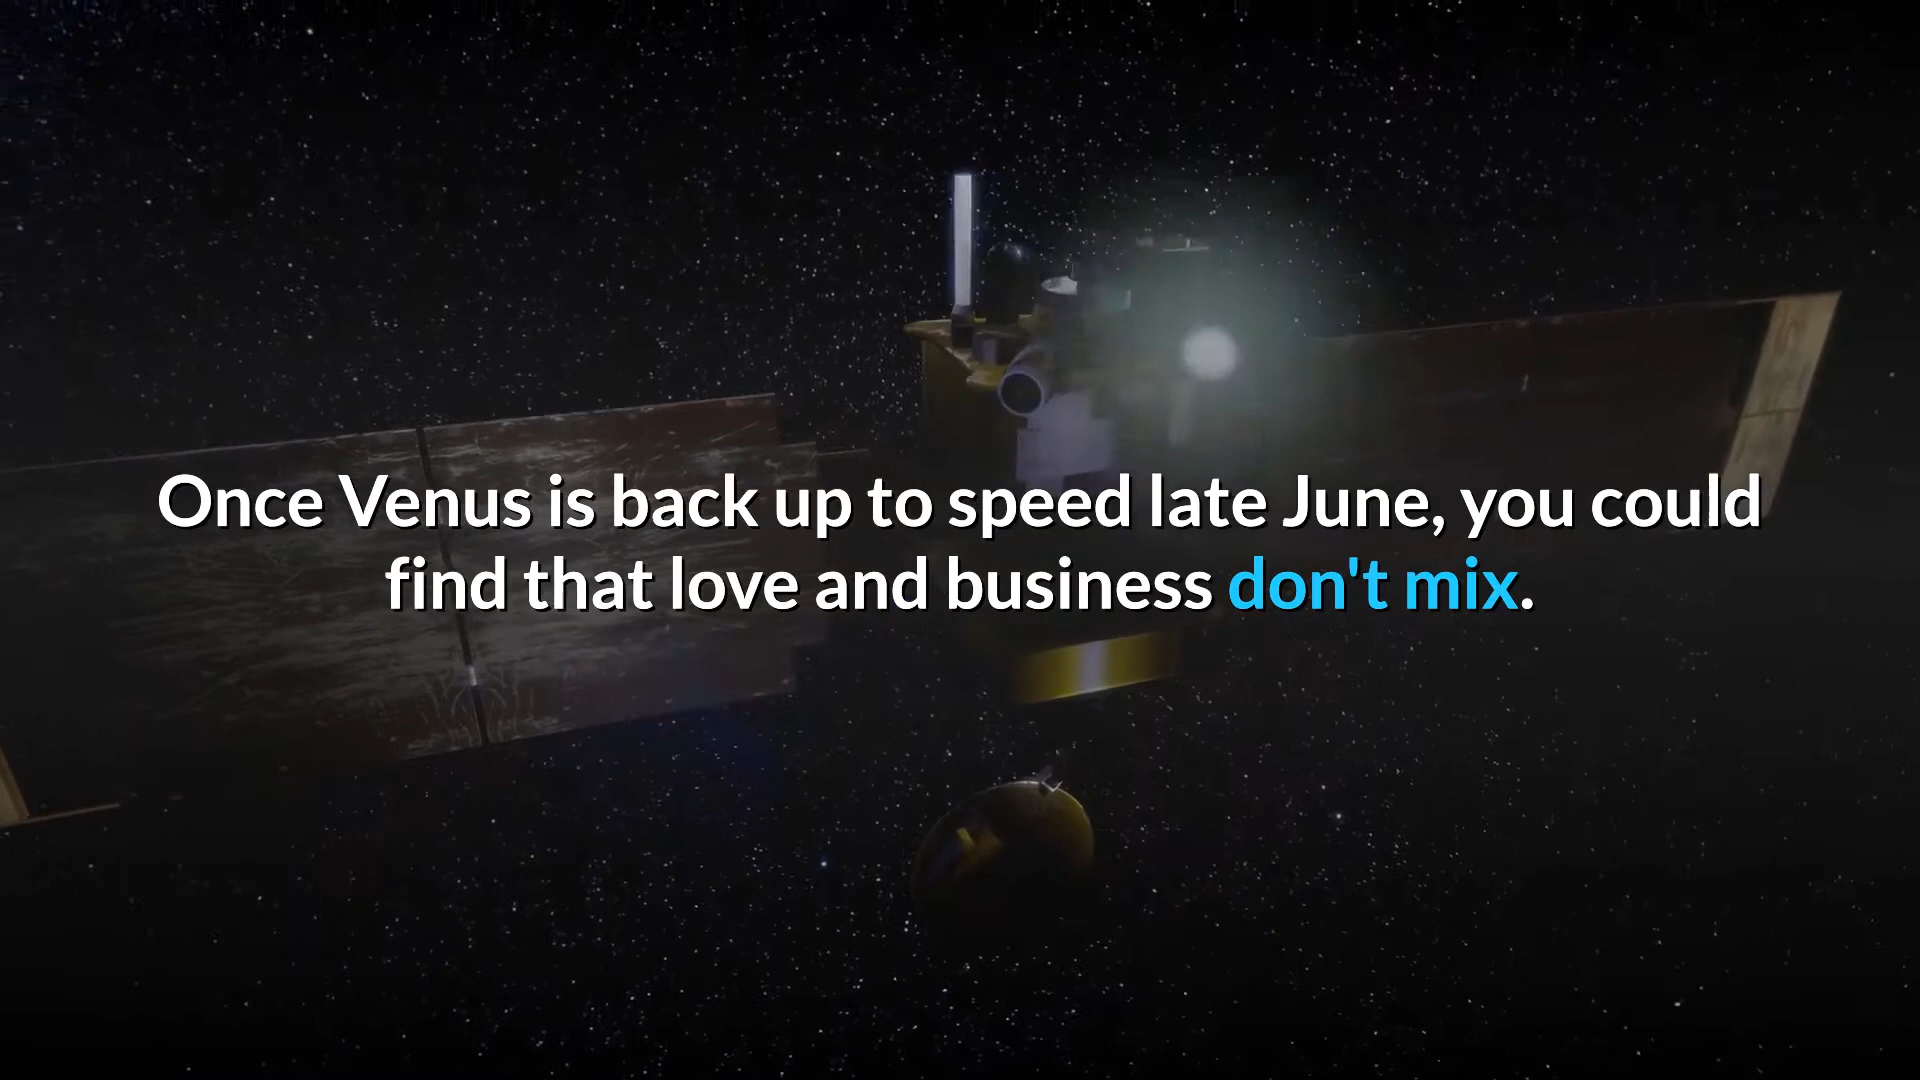 Once Venus is back up to speed late June, you could
find that love and business don't mix.